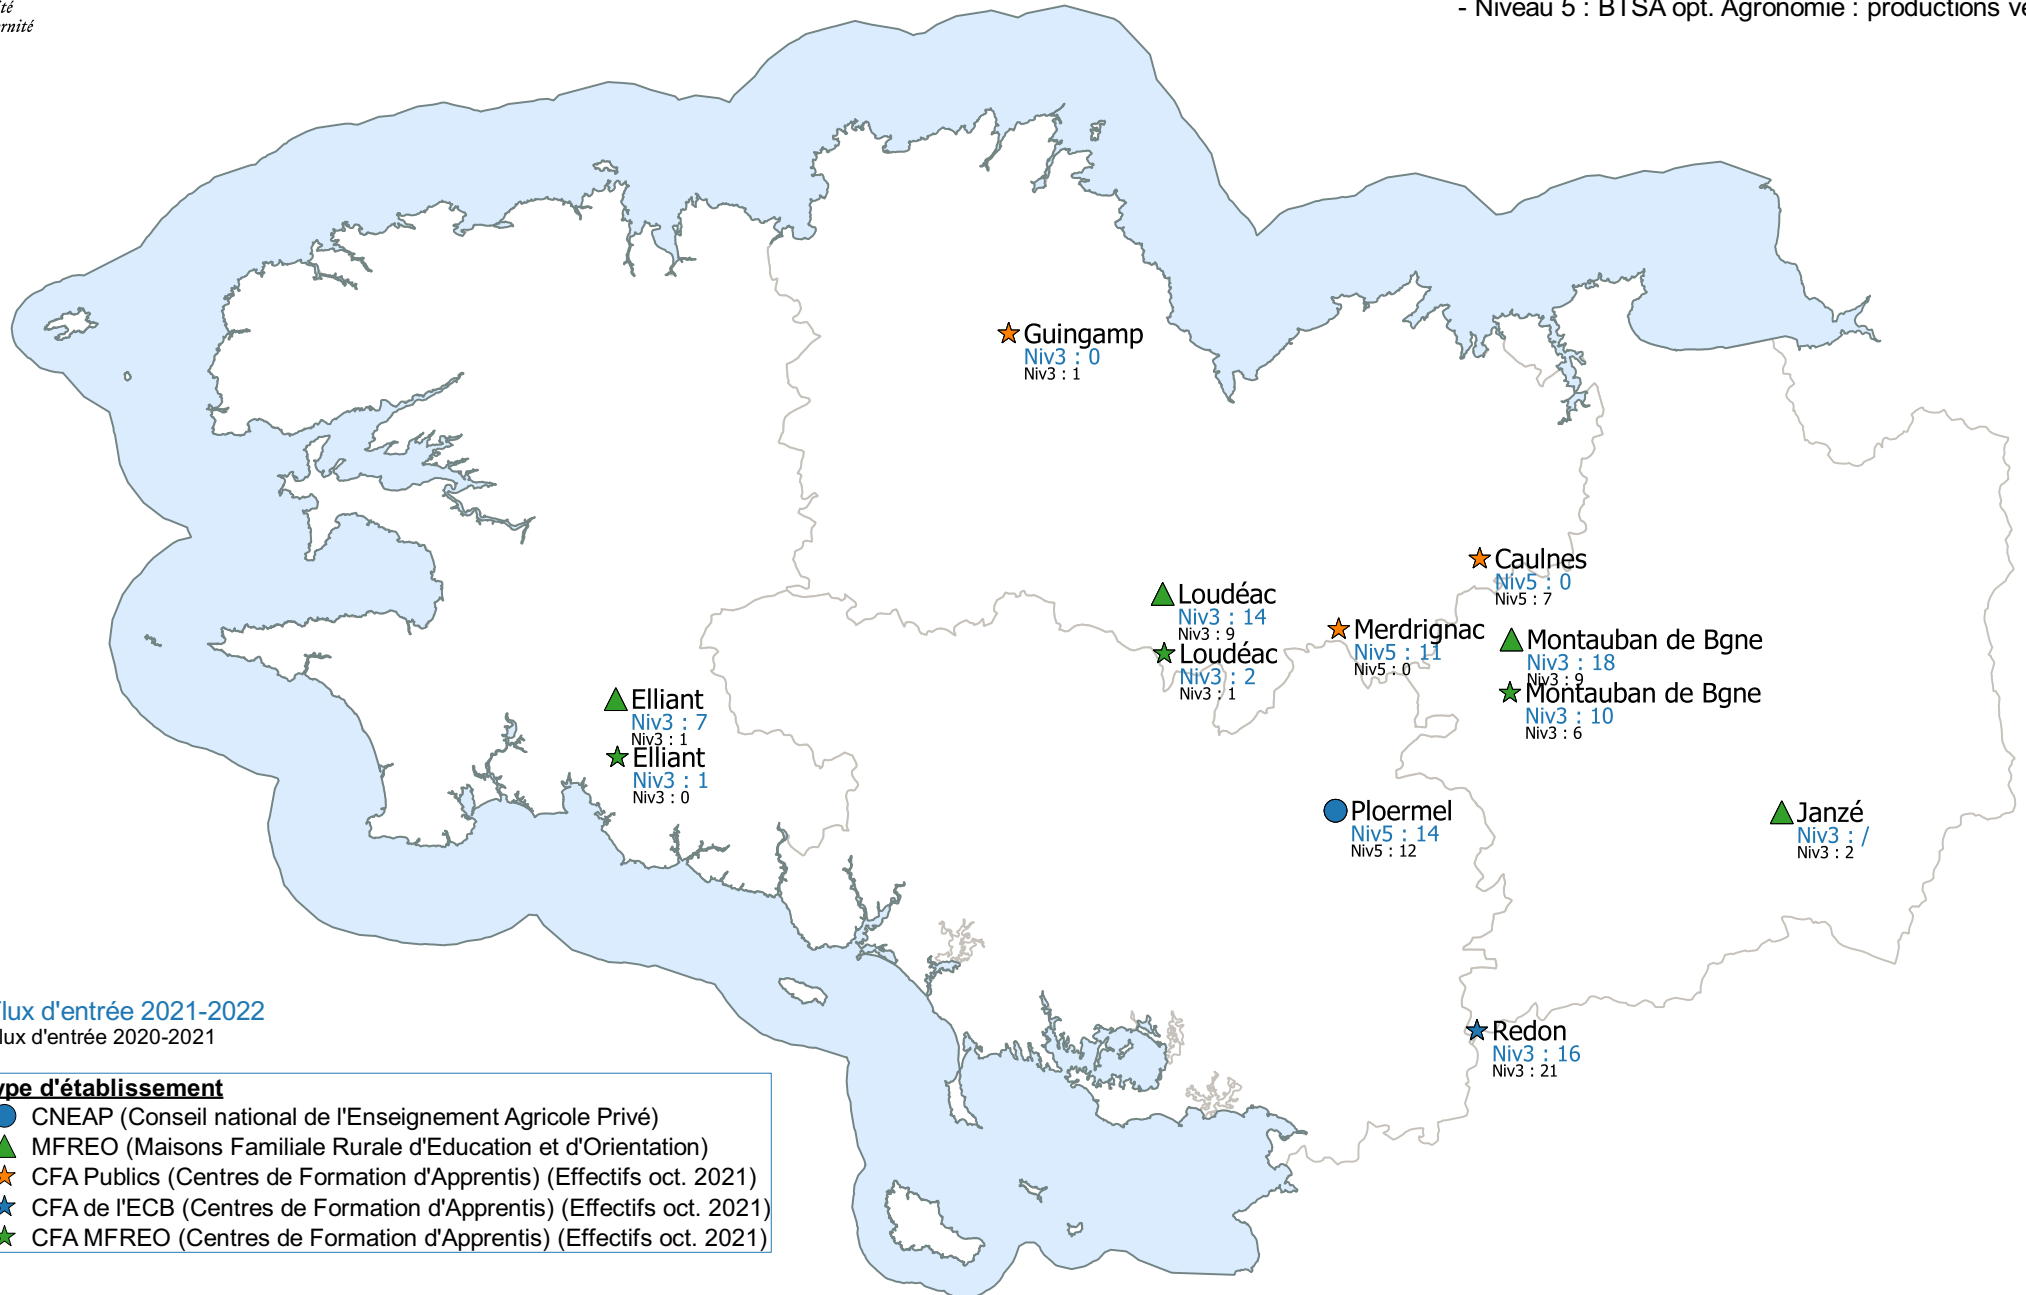 ité
ernité
- Niveau 5 : BTSA opt. Agronomie : productions vé
Guingamp
Niv3 : 0
Niv3 : 1
Caulnes
Niv5 : 0
Niv5 : 7
Loudéac
Niv3 : 14
Niv3 : 9
Loudéac
Niv3 : 2
Niv3 : 1
Merdrignac
Niv5 : 11
Niv5 : 0
Montauban de Bgne
Niv3 : 18
Niv3 : 9
Montauban de Bgne
Niv3 : 10
Niv3 : 6
Elliant
Niv3 : 7
Niv3 : 1
Elliant
Niv3 : 1
Niv3 : 0
Ploermel
Niv5 : 14
Niv5 : 12
Janzé
Niv3 : /
Niv3 : 2
Redon
Niv3 : 16
Niv3 : 21
Flux d'entrée 2021-2022
lux d'entrée 2020-2021
ype d'établissement
CNEAP (Conseil national de l'Enseignement Agricole Privé)
MFREO (Maisons Familiale Rurale d'Education et d'Orientation)
CFA Publics (Centres de Formation d'Apprentis) (Effectifs oct. 2021)
CFA de l'ECB (Centres de Formation d'Apprentis) (Effectifs oct. 2021)
CFA MFREO (Centres de Formation d'Apprentis) (Effectifs oct. 2021)